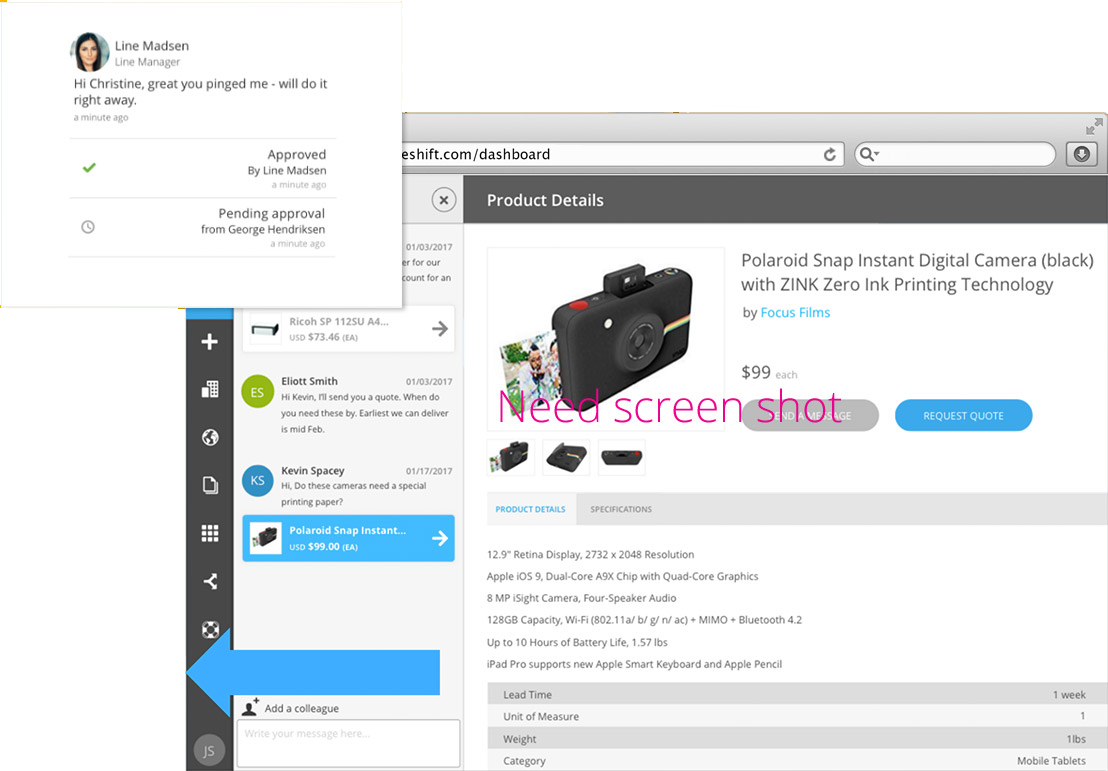 Line Madsen
Line Manager
Hi Christine, great you pinged me - will do it
right away.
a minute ago
Approved
By Line Madsen
a minute ago
Pending approval
from George Hendriksen
a minute ago
eshift.com/dashboard
01/03/2017
er for our
count for an
Ricoh SP 112SU A4...
USD $73.46 (EA)
Eliott Smith
01/03/2017
Hi Kevin, I'll send you a quote. When do
you need these by. Earliest we can deliver
is mid Feb.
Kevin Spacey
01/17/2017
Hi, Do these cameras need a special
printing paper?
Polaroid Snap Instant...
USD $99.00 (EA)
ES
KS
Add a colleague
Write your message here...
JS
Product Details
Polaroid Snap Instant Digital Camera (black)
with ZINK Zero Ink Printing Technology
by Focus Films
$99 each
Need screen shot
SEND A MESSAGE
REQUEST QUOTE
PRODUCT DETAILS
SPECIFICATIONS
12.9" Retina Display, 2732 x 2048 Resolution
Apple iOS 9, Dual-Core A9X Chip with Quad-Core Graphics
8 MP iSight Camera, Four-Speaker Audio
128GB Capacity, Wi-Fi (802.11a/ b/ g/ n/ ac) + MIMO + Bluetooth 4.2
Up to 10 Hours of Battery Life, 1.57 lbs
iPad Pro supports new Apple Smart Keyboard and Apple Pencil
Lead Time 1 week
Unit of Measure 1
Weight 1lbs
Category Mobile Tablets